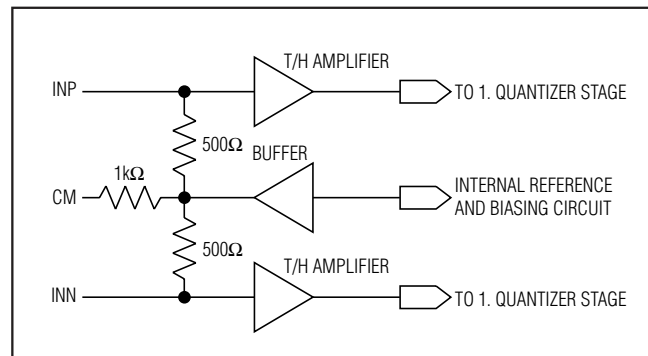 T/H AMPLIFIER
INP
TO 1. QUANTIZER STAGE
500Ω
BUFFER
1kΩ
CM
INTERNAL REFERENCE
AND BIASING CIRCUIT
500Ω
T/H AMPLIFIER
INN
TO 1. QUANTIZER STAGE